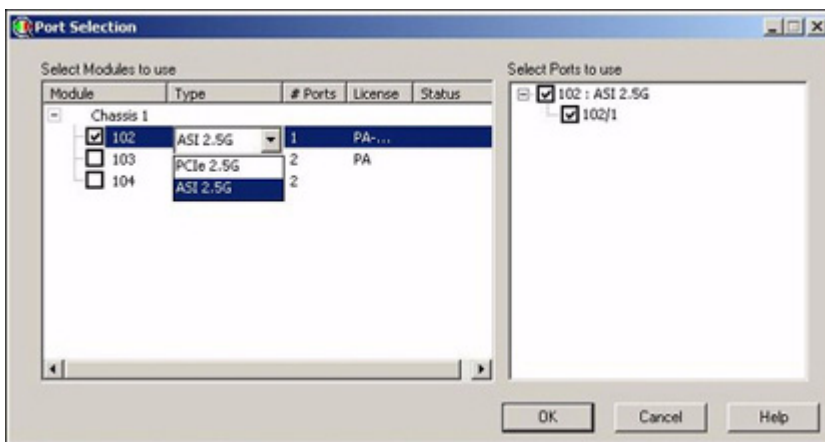 Port Selection
Select Modules to use
Module Type # Ports License Status
Chassis 1
102 ASI 2.5G 1 PA-...
103 2 PA
PCIe 2.5G
104 2
ASI 2.5G
Select Ports to use
102 : ASI 2.5G
102/1
OK Cancel Help